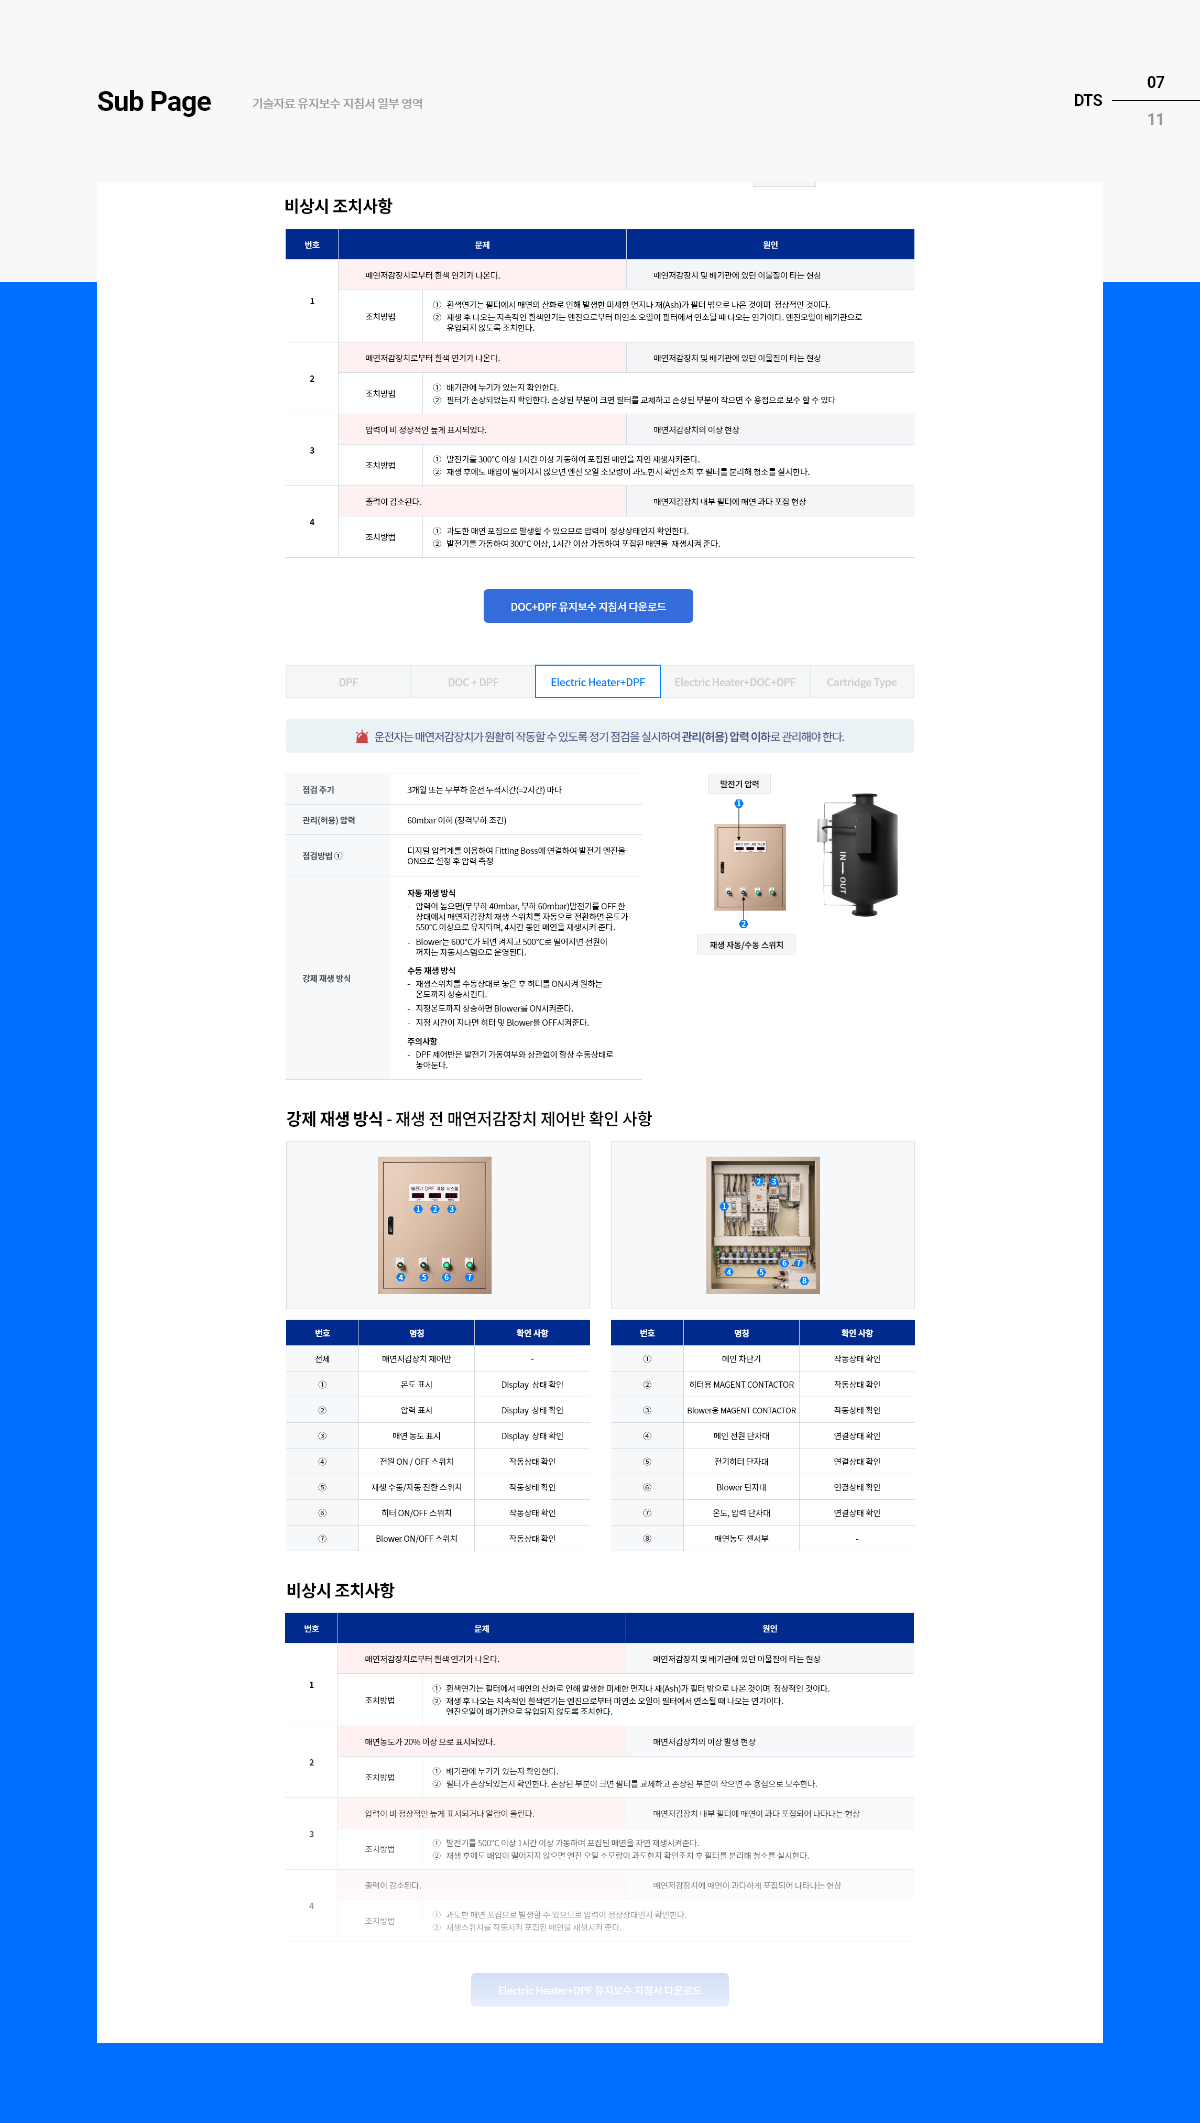 Sub Page
기술자료 유지보수 지침서 일부 영역
DTS
07
11
비상시 조치사항
번호 문제 원인
1
매연저감장치로부터 흰색 연기가 나온다. 매연저감장치 및 배기관에 있던 이물질이 타는 현상
조치방법
① 흰색연기는 필터에서 매연의 산화로 인해 발생한 미세한 먼지나 재(Ash)가 필터 밖으로 나온 것이며 정상적인 것이다.
② 재생 후 나오는 지속적인 흰색연기는 엔진으로부터 미연소 오일이 필터에서 연소될 때 나오는 연기이다. 엔진오일이 배기관으로
유입되지 않도록 조치한다.
2
매연저감장치로부터 흰색 연기가 나온다. 매연저감장치 및 배기관에 있던 이물질이 타는 현상
조치방법
① 배기관에 누기가 있는지 확인한다.
② 필터가 손상되었는지 확인한다. 손상된 부분이 크면 필터를 교체하고 손상된 부분이 작으면 수 용접으로 보수 할 수 있다
3
압력이 비 정상적인 높게 표시되었다. 매연저감장치의 이상 현상
조치방법
① 발전기를 300℃ 이상 1시간 이상 가동하여 포집된 매연을 자연 재생시켜준다.
② 재생 후에도 배압이 떨어지지 않으면 엔진 오일 소모량이 과도한지 확인조치 후 필터를 분리해 청소를 실시한다.
4
출력이 감소된다. 매연저감장치 내부 필터에 매연 과다 포집 현상
조치방법
① 과도한 매연 포집으로 발생할 수 있으므로 압력이 정상상태인지 확인한다.
② 발전기를 가동하여 300℃ 이상, 1시간 이상 가동하여 포집된 매연을 재생시켜 준다.
DOC+DPF 유지보수 지침서 다운로드
DPF DOC + DPF Electric Heater+DPF Electric Heater+DOC+DPF Cartridge Type
운전자는 매연저감장치가 원활히 작동할 수 있도록 정기 점검을 실시하여 관리(허용) 압력 이하로 관리해야 한다.
점검 주기 3개월 또는 무부하 운전 누적시간(=2시간) 마다
관리(허용) 압력 60mbar 이하 (정격부하 조건)
점검방법 ① 디지털 압력계를 이용하여 Fitting Boss에 연결하여 발전기 엔진을
ON으로 설정 후 압력 측정
강제 재생 방식
자동 재생 방식
- 압력이 높으면(무부하 40mbar, 부하 60mbar)발전기를 OFF 한
상태에서 매연저감장치 재생 스위치를 자동으로 전환하면 온도가
550℃ 이상으로 유지되며, 4시간 동안 매연을 재생시켜 준다.
- Blower는 600℃가 되면 켜지고 500℃로 떨어지면 전원이
꺼지는 자동시스템으로 운영된다.
수동 재생 방식
- 재생스위치를 수동상태로 놓은 후 히터를 ON시켜 원하는
온도까지 상승시킨다.
- 지정온도까지 상승하면 Blower를 ON시켜준다.
- 지정 시간이 지나면 히터 및 Blower를 OFF시켜준다.
주의사항
- DPF 제어반은 발전기 가동여부와 상관없이 항상 수동상태로
놓아둔다.
발전기 압력
1
2
재생 자동/수동 스위치
IN → OUT
강제 재생 방식 - 재생 전 매연저감장치 제어반 확인 사항
발전기 DPF 재생 시스템
1 2 3
4 5 6 7
2 3
1
6 7
4 5
8
번호 명칭 확인 사항
전체 매연저감장치 제어반 -
① 온도 표시 Display 상태 확인
② 압력 표시 Display 상태 확인
③ 매연 농도 표시 Display 상태 확인
④ 전원 ON / OFF 스위치 작동상태 확인
⑤ 재생 수동/자동 전환 스위치 작동상태 확인
⑥ 히터 ON/OFF 스위치 작동상태 확인
⑦ Blower ON/OFF 스위치 작동상태 확인
번호 명칭 확인 사항
① 메인 차단기 작동상태 확인
② 히터용 MAGENT CONTACTOR 작동상태 확인
③ Blower용 MAGENT CONTACTOR 작동상태 확인
④ 메인 전원 단자대 연결상태 확인
⑤ 전기히터 단자대 연결상태 확인
⑥ Blower 단자대 연결상태 확인
⑦ 온도, 압력 단자대 연결상태 확인
⑧ 매연농도 센서부 -
비상시 조치사항
번호 문제 원인
1
매연저감장치로부터 흰색 연기가 나온다. 매연저감장치 및 배기관에 있던 이물질이 타는 현상
조치방법
① 흰색연기는 필터에서 매연의 산화로 인해 발생한 미세한 먼지나 재(Ash)가 필터 밖으로 나온 것이며 정상적인 것이다.
② 재생 후 나오는 지속적인 흰색연기는 엔진으로부터 미연소 오일이 필터에서 연소될 때 나오는 연기이다.
엔진오일이 배기관으로 유입되지 않도록 조치한다.
2
매연농도가 20% 이상 으로 표시되었다. 매연저감장치의 이상 발생 현상
조치방법
① 배기관에 누기가 있는지 확인한다.
② 필터가 손상되었는지 확인한다. 손상된 부분이 크면 필터를 교체하고 손상된 부분이 작으면 수 용접으로 보수한다.
3
압력이 비 정상적인 높게 표시되거나 알람이 울린다. 매연저감장치 내부 필터에 매연이 과다 포집되어 나타나는 현상
조치방법
① 발전기를 500℃ 이상 1시간 이상 가동하여 포집된 매연을 자연 재생시켜준다.
② 재생 후에도 배압이 떨어지지 않으면 엔진 오일 소모량이 과도한지 확인조치 후 필터를 분리해 청소를 실시한다.
4
출력이 감소된다. 매연저감장치에 매연이 과다하게 포집되어 나타나는 현상
조치방법
① 과도한 매연 포집으로 발생할 수 있으므로 압력이 정상상태인지 확인한다.
② 재생스위치를 작동시켜 포집된 매연을 재생시켜 준다.
Electric Heater+DPF 유지보수 지침서 다운로드